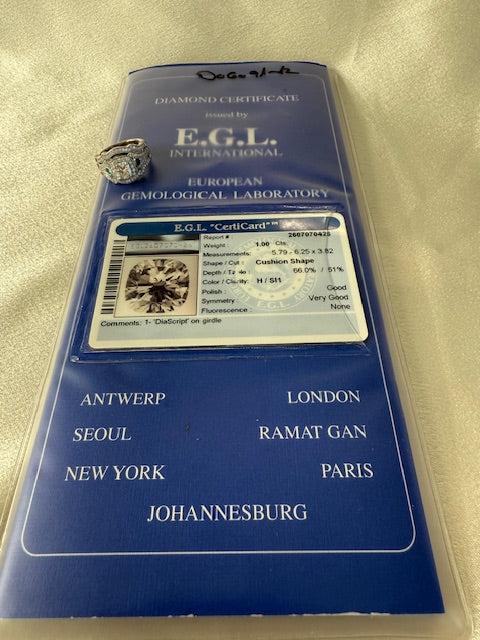 DIAMOND CERTIFICATE
issued by
E.G.L.
INTERNATIONAL
EUROPEAN
GEMOLOGICAL LABORATORY
E.G.L. "CertiCard"™
Report # 2607070425
Weight : 1.00 Cts.
Measurements : 5.79 - 6.25 x 3.82
Shape / Cut : Cushion Shape
Depth / Table : 66.0% / 51%
Color / Clarity: H / SI1
Polish : Good
Symmetry : Very Good
Fluorescence : None
Comments: 1- 'DiaScript' on girdle
ANTWERP LONDON
SEOUL RAMAT GAN
NEW YORK PARIS
JOHANNESBURG